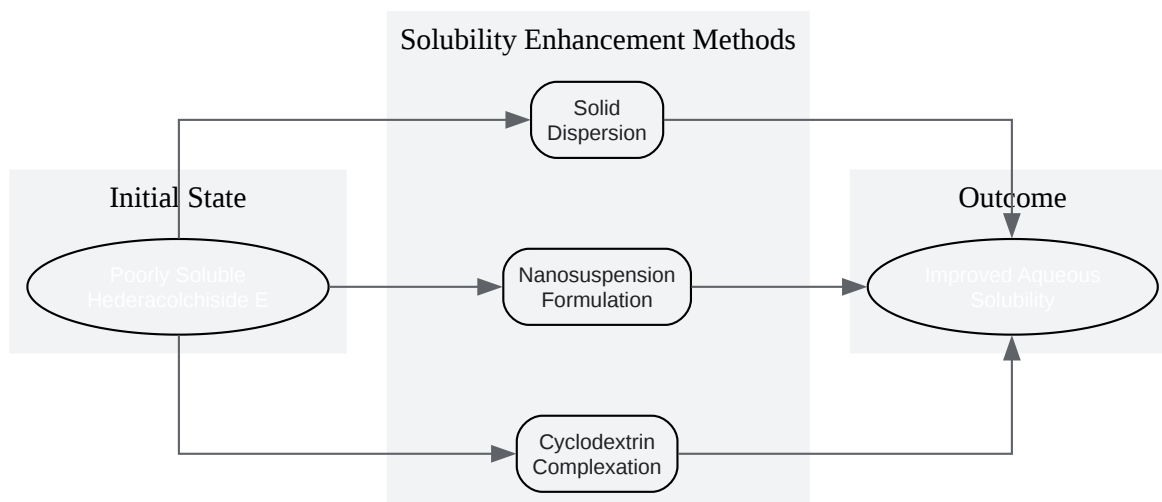 Solubility Enhancement Methods
Solid
Dispersion
Initial State
Poorly Soluble
Hederacolchiside E
Nanosuspension
Formulation
Outcome
Improved Aqueous
Solubility
Cyclodextrin
Complexation